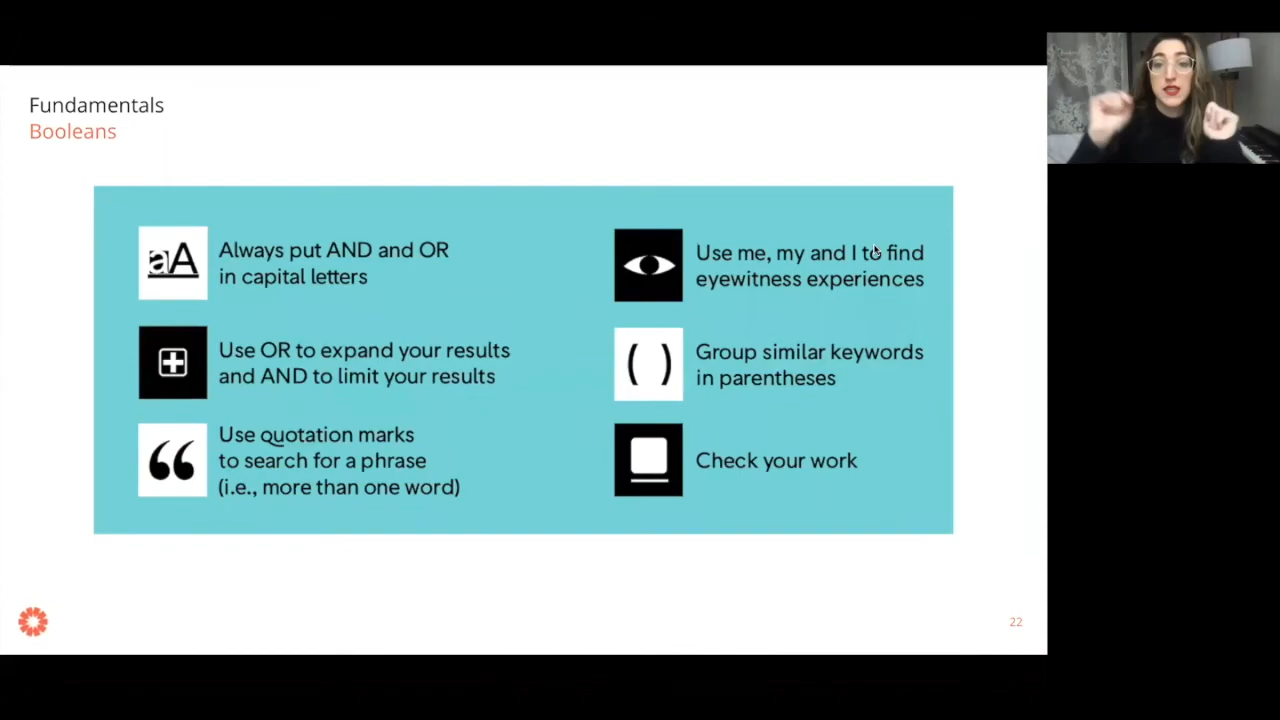 Fundamentals
Booleans
aA
Always put AND and OR
in capital letters
Use OR to expand your results
and AND to limit your results
“
Use quotation marks
to search for a phrase
(i.e., more than one word)
Use me, my and I to find
eyewitness experiences
( )
Group similar keywords
in parentheses
Check your work
22